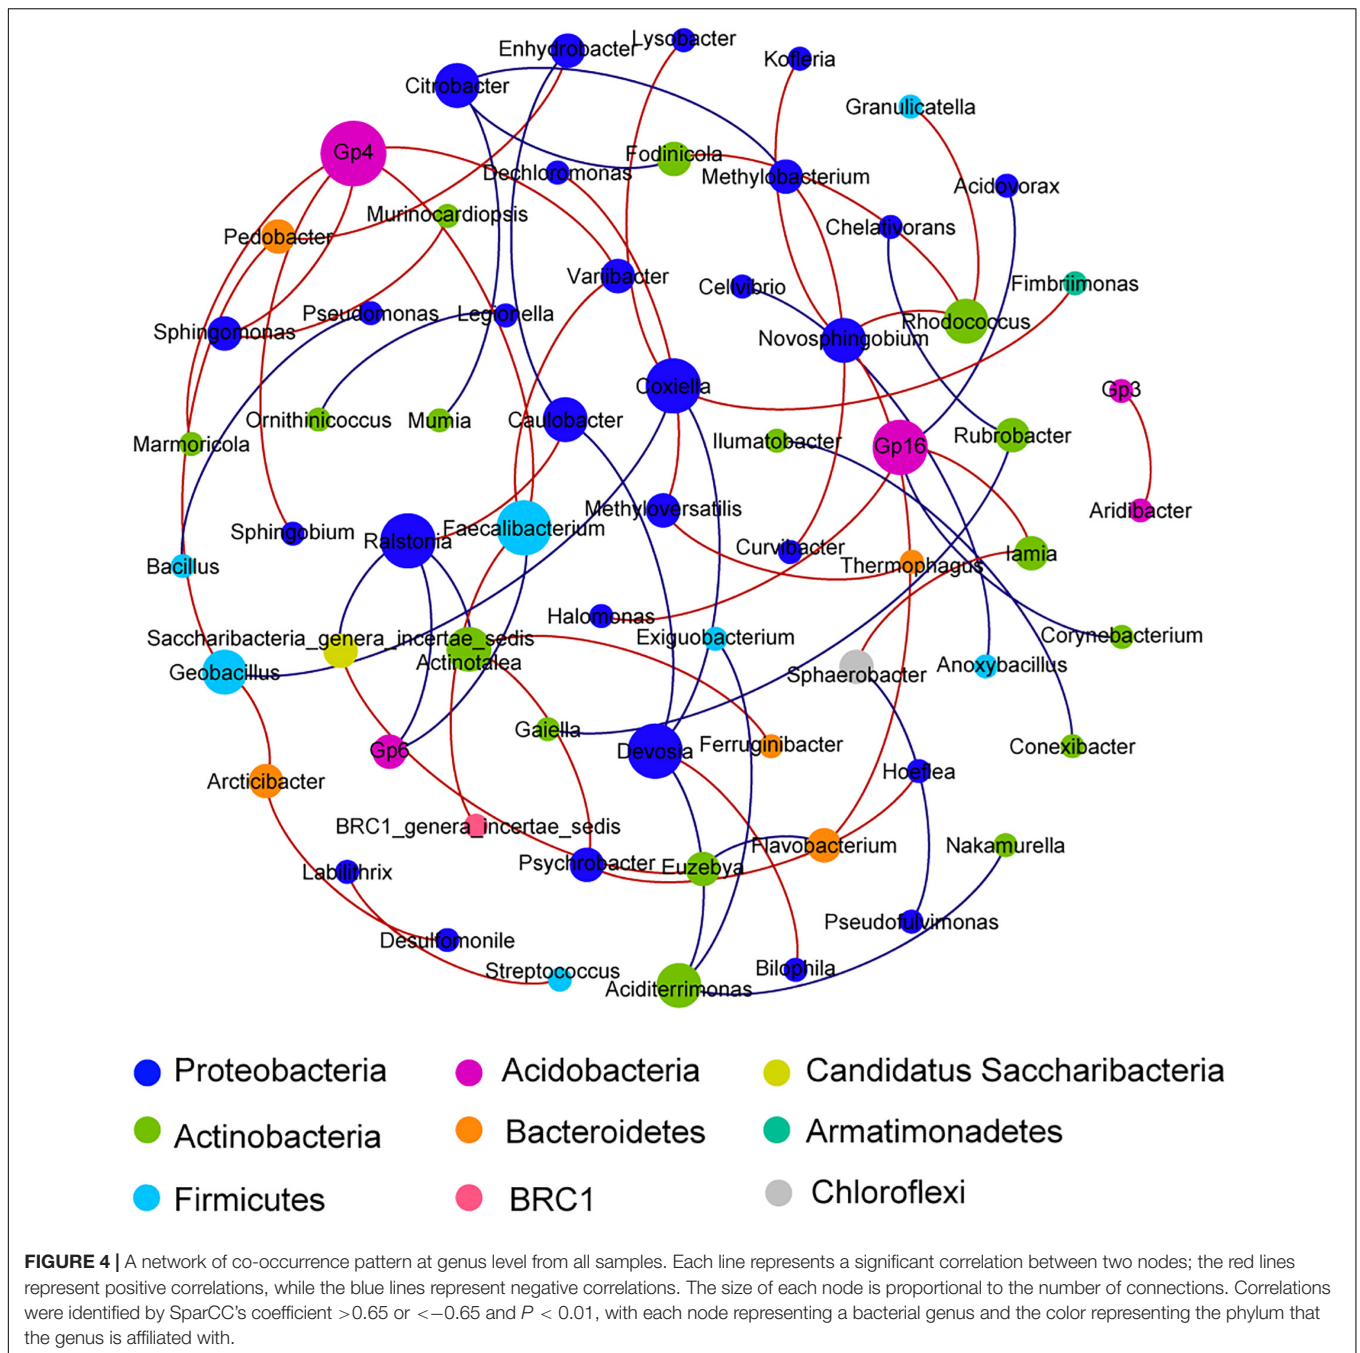 Lysobacter
Enhydrobacter
Kofleria
Citrobacter
Granulicatella
Gp4
Fodinicola
Dechloromonas
Methylobacterium
Acidovorax
Murinocardiopsis
Chelativorans
Pedobacter
Variibacter
Cellvibrio
Fimbriimonas
Pseudomonas
Legionella
Rhodococcus
Sphingomonas
Novosphingobium
Coxiella
Gp3
Ornithinicoccus
Mumia
Caulobacter
Ilumatobacter
Gp16
Rubrobacter
Marmoricola
Methyloversatilis
Aridibacter
Sphingobium
Ralstonia
Faecalibacterium
Curvibacter
Iamia
Bacillus
Thermophagus
Halomonas
Saccharibacteria_genera_incertae_sedis
Exiguobacterium
Corynebacterium
Actinotalea
Geobacillus
Sphaerobacter
Anoxybacillus
Gaiella
Gp6
Devosia
Ferruginibacter
Conexibacter
Arcticibacter
Hoeflea
BRC1_genera_incertae_sedis
Flavobacterium
Nakamurella
Labilithrix
Psychrobacter
Euzebya
Pseudofulvimonas
Desulfomonile
Streptococcus
Bilophila
Aciditerrimonas
Proteobacteria
Acidobacteria
Candidatus Saccharibacteria
Actinobacteria
Bacteroidetes
Armatimonadetes
Firmicutes
BRC1
Chloroflexi
FIGURE 4 | A network of co-occurrence pattern at genus level from all samples. Each line represents a significant correlation between two nodes; the red lines
represent positive correlations, while the blue lines represent negative correlations. The size of each node is proportional to the number of connections. Correlations
were identified by SparCC's coefficient >0.65 or <−0.65 and P < 0.01, with each node representing a bacterial genus and the color representing the phylum that
the genus is affiliated with.